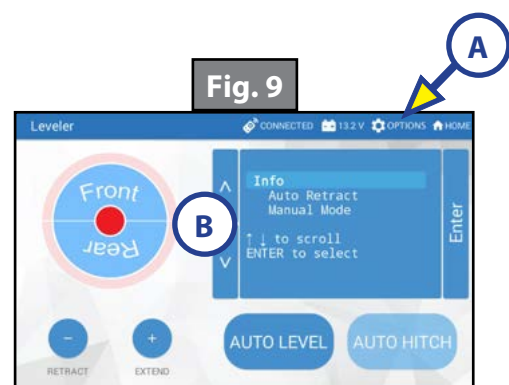 A
Fig. 9
Leveler CONNECTED 13.2 V OPTIONS HOME
Front
Rear
B
Info
Auto Retract
Manual Mode
↑ ↓ to scroll
ENTER to select
Enter
- +
RETRACT EXTEND
AUTO LEVEL AUTO HITCH